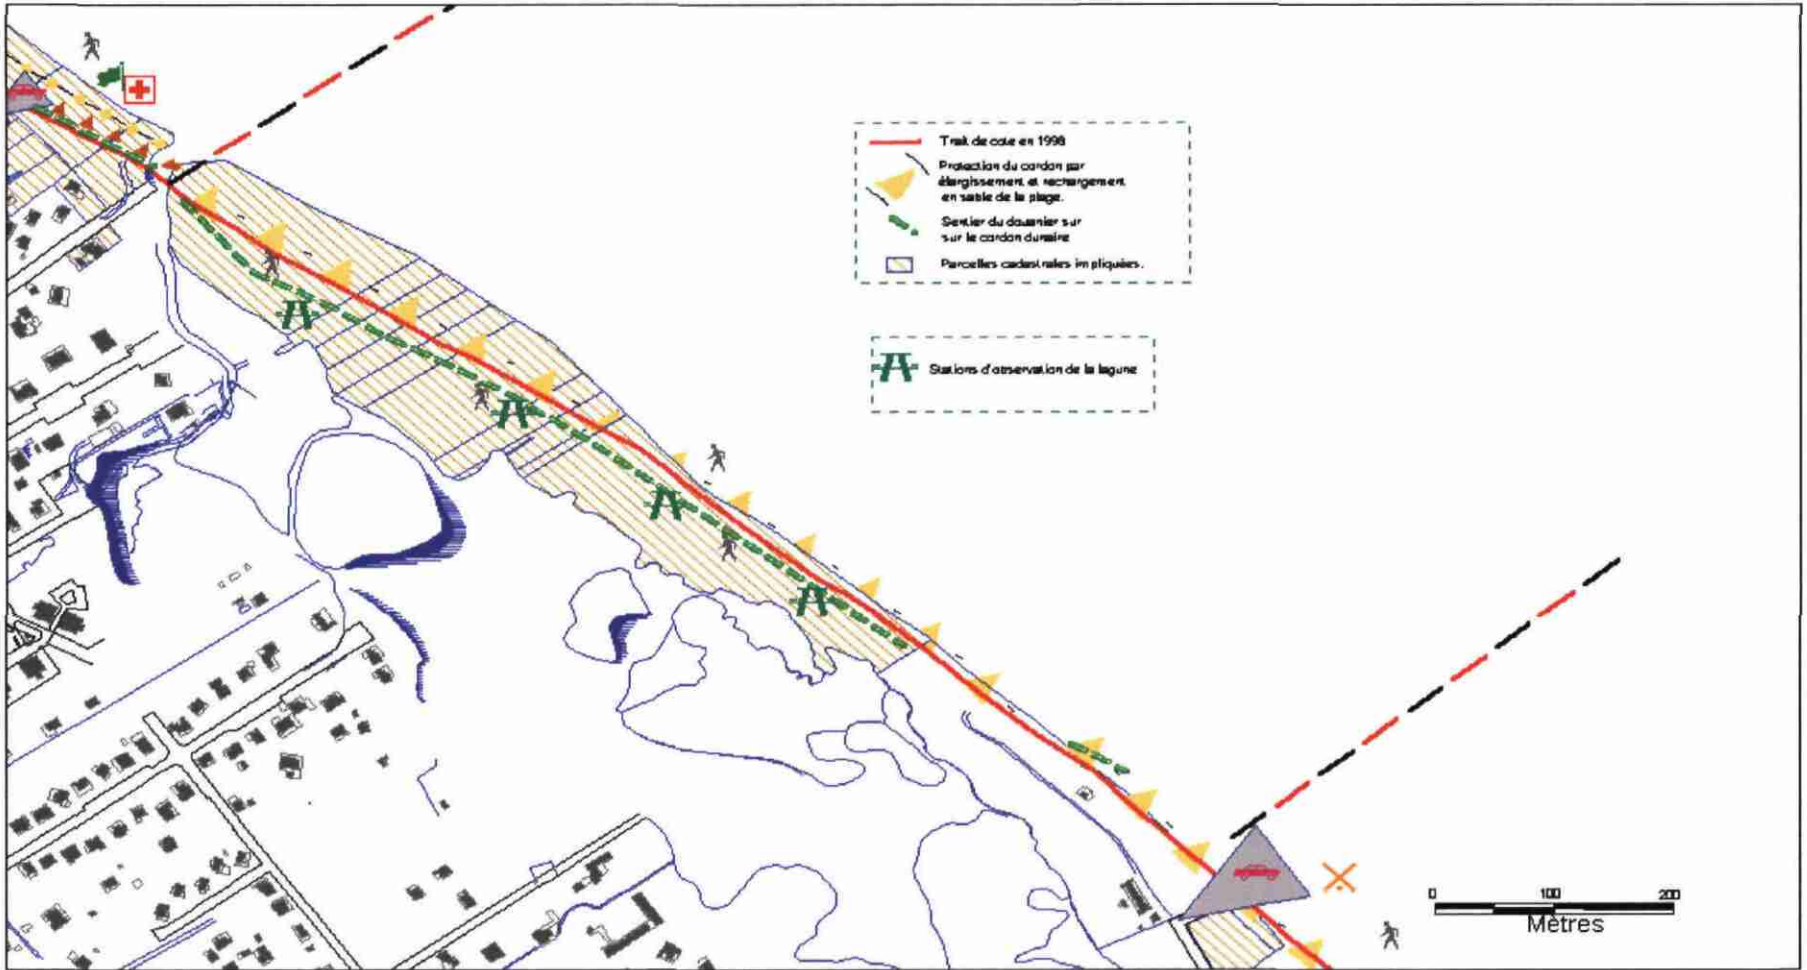 Trait de cote en 1998
Protection du cordon par
élargissement et rechargement
en sable de la plage.
Sentier du douanier sur
sur le cordon dunaire
Parcelles cadastrales impliquées.
Stations d'observation de la lagune
0 100 200
Mètres